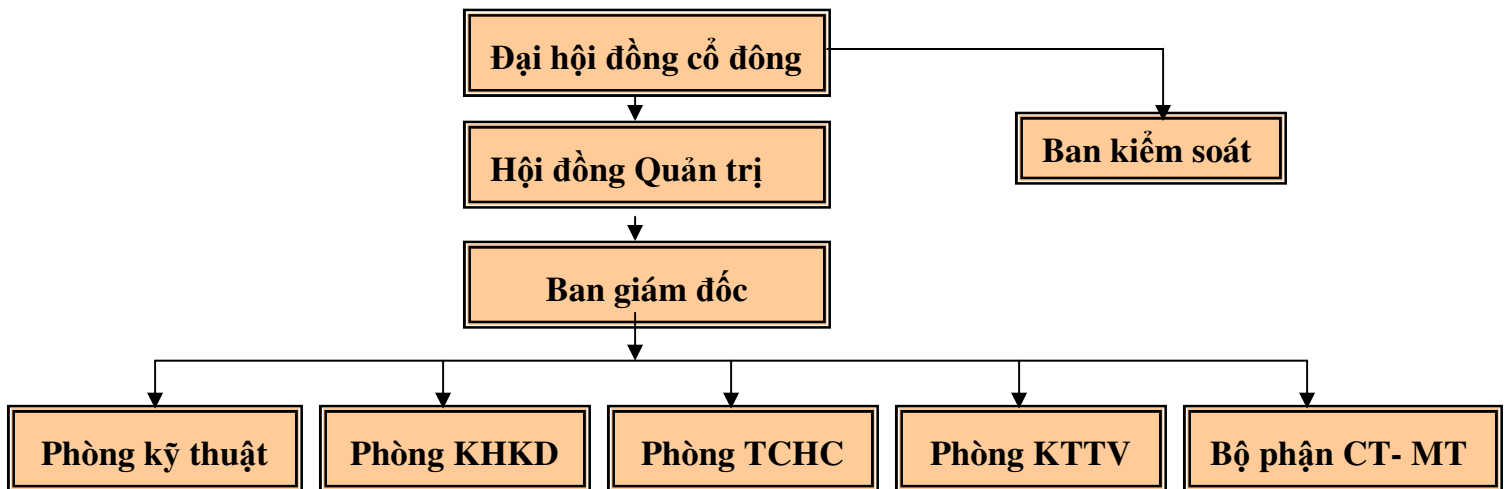 Đại hội đồng cổ đông
Ban kiểm soát
Hội đồng Quản trị
Ban giám đốc
Phòng kỹ thuật
Phòng KHKD
Phòng TCHC
Phòng KTTV
Bộ phận CT- MT